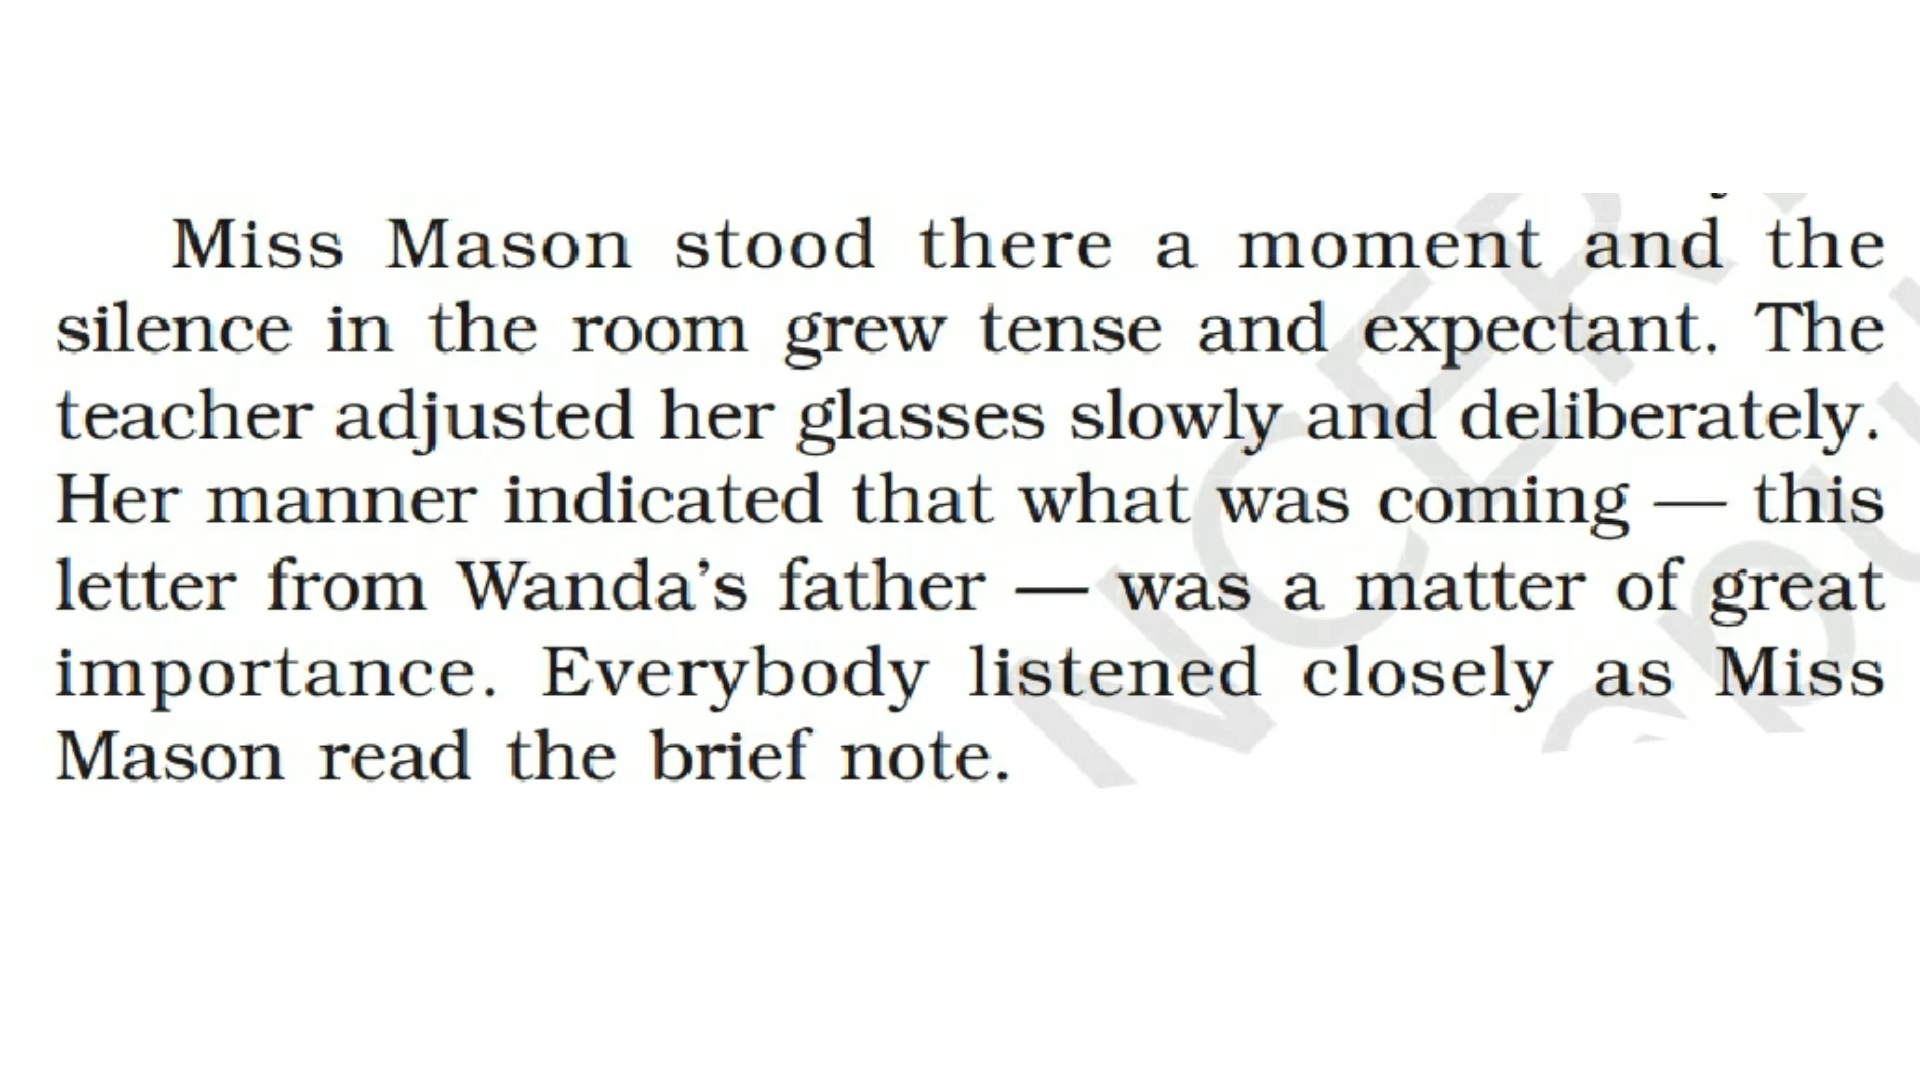 Miss Mason stood there a moment and the
silence in the room grew tense and expectant. The
teacher adjusted her glasses slowly and deliberately.
Her manner indicated that what was coming — this
letter from Wanda’s father — was a matter of great
importance. Everybody listened closely as Miss
Mason read the brief note.